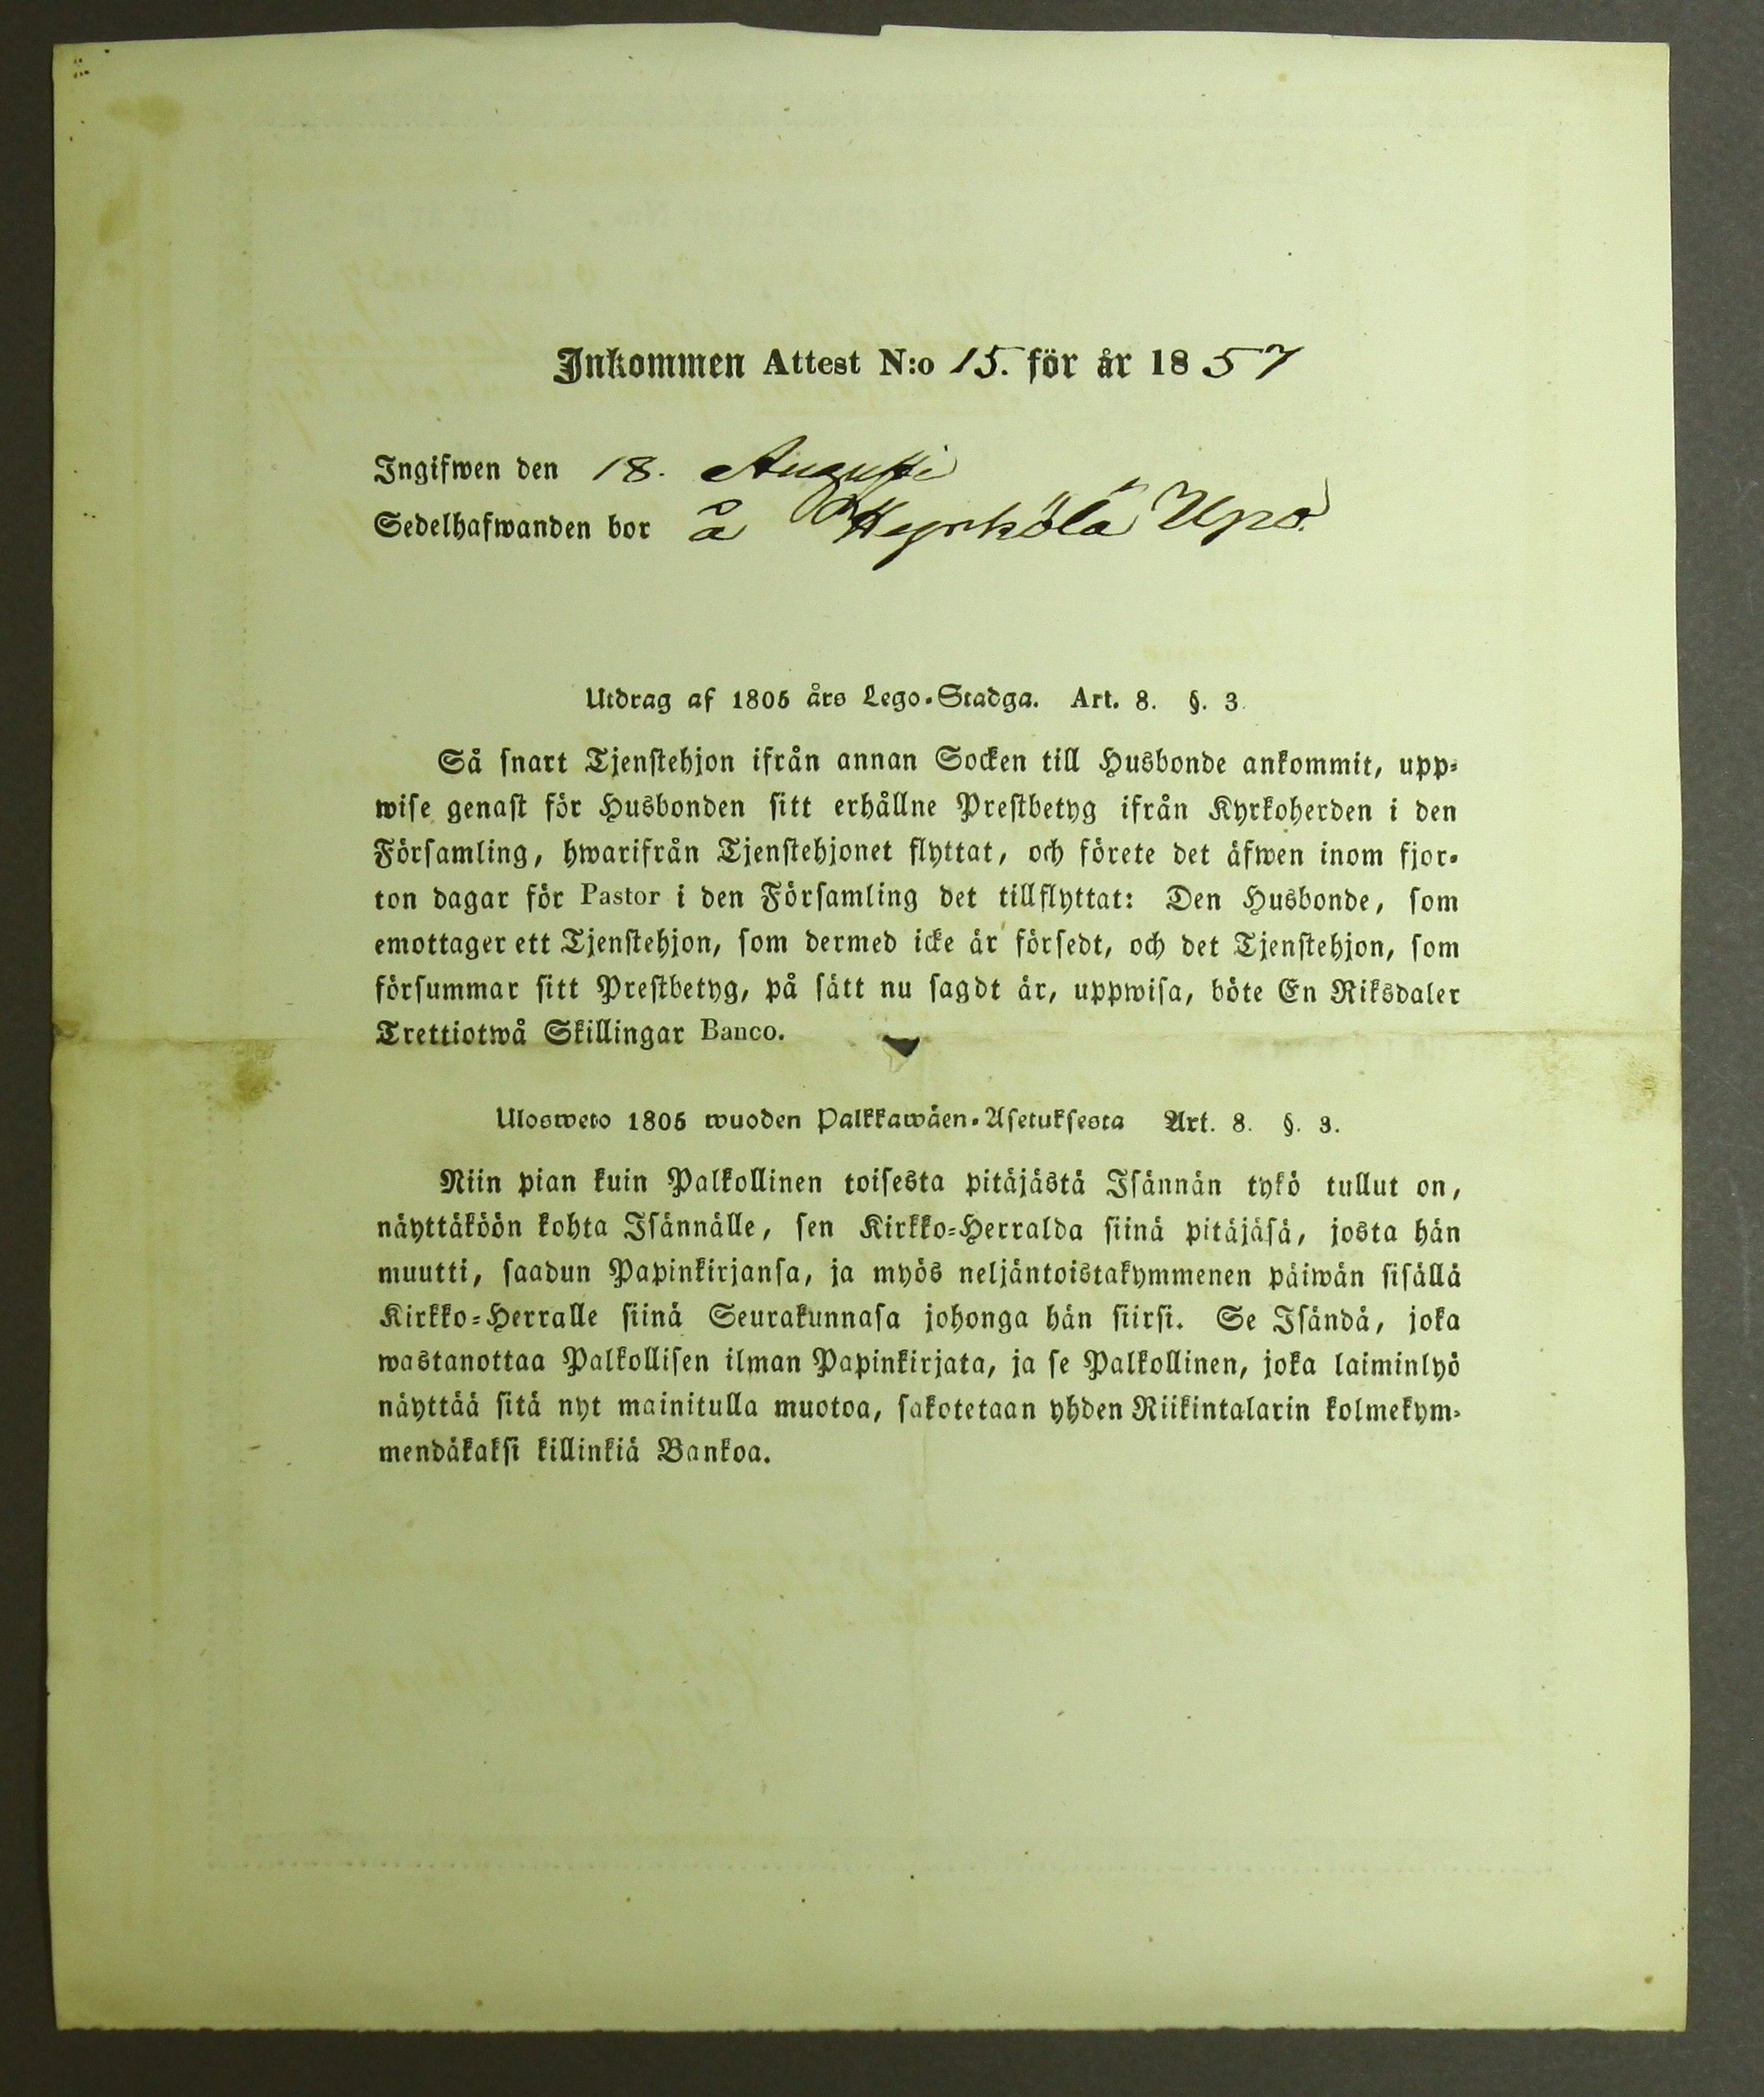 Inkommen Attest N:o 15. för år 1857
Ingifwen den 18. Augusti
Sedelhafwanden bor å Upo
Utdrag af 1805 års Lego-Stadga. Art. 8. §. 3.
Så snart Tjenstehjon ifrån annan Socken till Husbonde ankommit, upp-
wise genast för Husbonden sitt erhållne Prestbetyg ifrån Kyrkoherden i den
Församling, hwarifrån Tjenstehjonet flyttat, och förete det äfwen inom fjor-
ton dagar för Pastor i den Församling det tillflyttat: Den Husbonde, som
emottager ett Tjenstehjon, som dermed icke är försedt, och det Tjenstehjon, som
försummar sitt Prestbetyg, på sätt nu sagdt är, uppwisa, böte En Riksdaler
Trettiotwå Skillingar Banco.
Ulosweto 1805 wuoden Palkkawäen-Asetuksesta Art. 8. §. 3.
Niin pian kuin Palkollinen toisesta pitäjästä Isännän tykö tullut on,
näyttäköön kohta Isännälle, sen Kirkko-Herralda siinä pitäjäsä, josta hän
muutti, saadun Papinkirjansa, ja myös neljäntoistakymmenen päiwän sisällä
Kirkko-Herralle siinä Seurakunnasa johonga hän siirsi. Se Isändä, joka
wastanottaa Palkollisen ilman Papinkirjata, ja se Palkollinen, joka laiminlyö
näyttää sitä nyt mainitulla muotoa, sakotetaan yhden Riikintalarin kolmekym-
mendäkaksi killinkiä Bankoa.